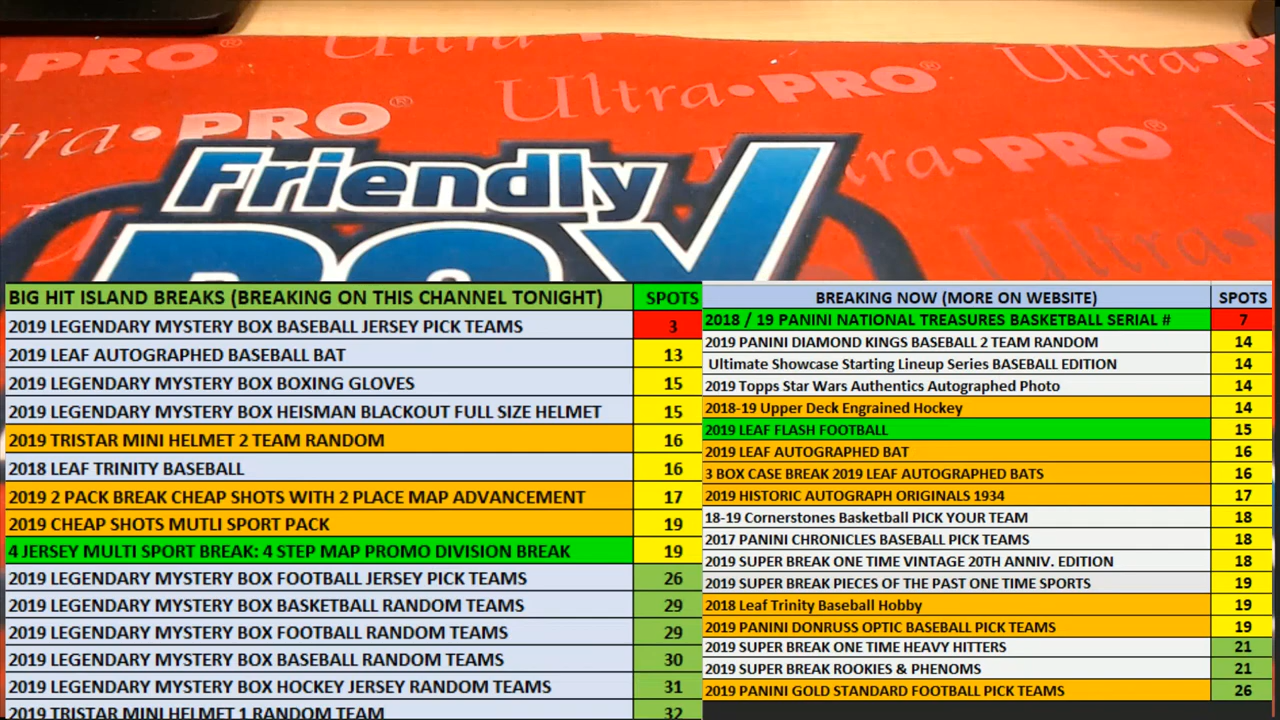 PRO®
Ultra•PRO
Ultra•PRO®
Ultra•PRO
tra•PRO®
Ultra•PRO®
Friendly
BOX
Ultra
BIG HIT ISLAND BREAKS (BREAKING ON THIS CHANNEL TONIGHT) SPOTS
2019 LEGENDARY MYSTERY BOX BASEBALL JERSEY PICK TEAMS 3
2019 LEAF AUTOGRAPHED BASEBALL BAT 13
2019 LEGENDARY MYSTERY BOX BOXING GLOVES 15
2019 LEGENDARY MYSTERY BOX HEISMAN BLACKOUT FULL SIZE HELMET 15
2019 TRISTAR MINI HELMET 2 TEAM RANDOM 16
2018 LEAF TRINITY BASEBALL 16
2019 2 PACK BREAK CHEAP SHOTS WITH 2 PLACE MAP ADVANCEMENT 17
2019 CHEAP SHOTS MUTLI SPORT PACK 19
4 JERSEY MULTI SPORT BREAK: 4 STEP MAP PROMO DIVISION BREAK 19
2019 LEGENDARY MYSTERY BOX FOOTBALL JERSEY PICK TEAMS 26
2019 LEGENDARY MYSTERY BOX BASKETBALL RANDOM TEAMS 29
2019 LEGENDARY MYSTERY BOX FOOTBALL RANDOM TEAMS 29
2019 LEGENDARY MYSTERY BOX BASEBALL RANDOM TEAMS 30
2019 LEGENDARY MYSTERY BOX HOCKEY JERSEY RANDOM TEAMS 31
2019 TRISTAR MINI HELMET 1 RANDOM TEAM 32
BREAKING NOW (MORE ON WEBSITE) SPOTS
2018 / 19 PANINI NATIONAL TREASURES BASKETBALL SERIAL # 7
2019 PANINI DIAMOND KINGS BASEBALL 2 TEAM RANDOM 14
Ultimate Showcase Starting Lineup Series BASEBALL EDITION 14
2019 Topps Star Wars Authentics Autographed Photo 14
2018-19 Upper Deck Engrained Hockey 14
2019 LEAF FLASH FOOTBALL 15
2019 LEAF AUTOGRAPHED BAT 16
3 BOX CASE BREAK 2019 LEAF AUTOGRAPHED BATS 16
2019 HISTORIC AUTOGRAPH ORIGINALS 1934 17
18-19 Cornerstones Basketball PICK YOUR TEAM 18
2017 PANINI CHRONICLES BASEBALL PICK TEAMS 18
2019 SUPER BREAK ONE TIME VINTAGE 20TH ANNIV. EDITION 18
2019 SUPER BREAK PIECES OF THE PAST ONE TIME SPORTS 19
2018 Leaf Trinity Baseball Hobby 19
2019 PANINI DONRUSS OPTIC BASEBALL PICK TEAMS 19
2019 SUPER BREAK ONE TIME HEAVY HITTERS 21
2019 SUPER BREAK ROOKIES & PHENOMS 21
2019 PANINI GOLD STANDARD FOOTBALL PICK TEAMS 26